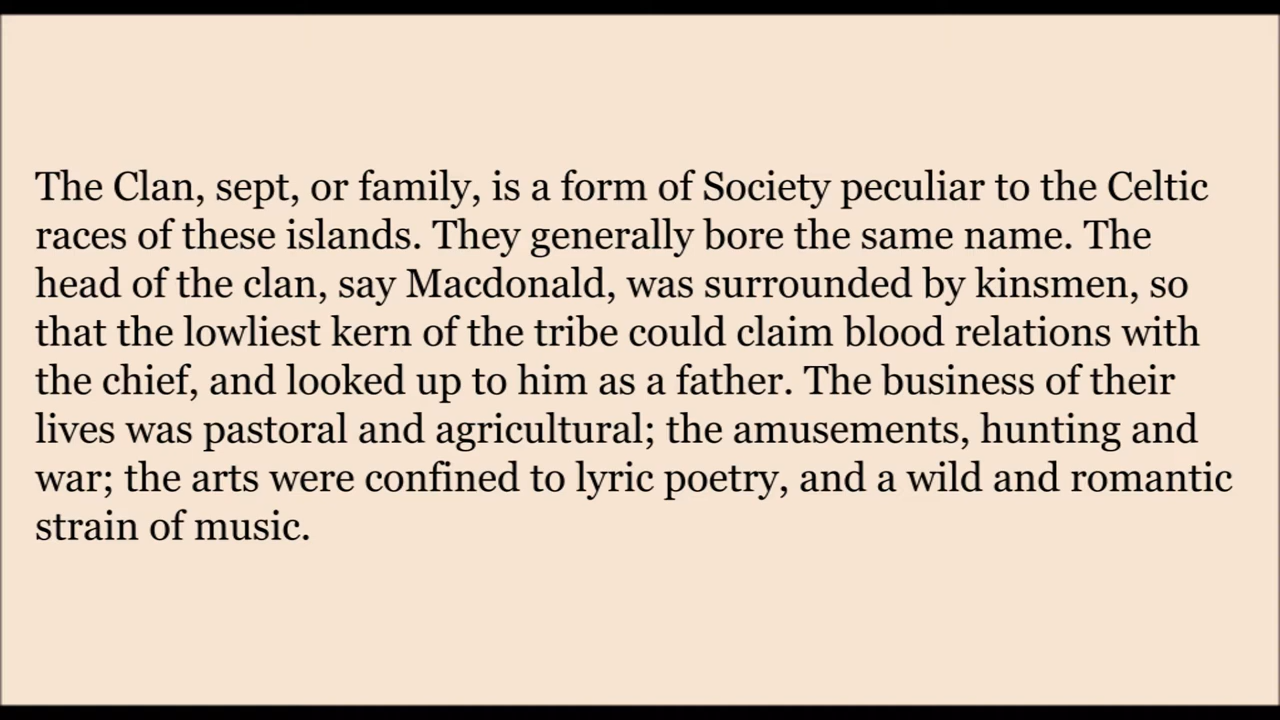 The Clan, sept, or family, is a form of Society peculiar to the Celtic
races of these islands. They generally bore the same name. The
head of the clan, say Macdonald, was surrounded by kinsmen, so
that the lowliest kern of the tribe could claim blood relations with
the chief, and looked up to him as a father. The business of their
lives was pastoral and agricultural; the amusements, hunting and
war; the arts were confined to lyric poetry, and a wild and romantic
strain of music.